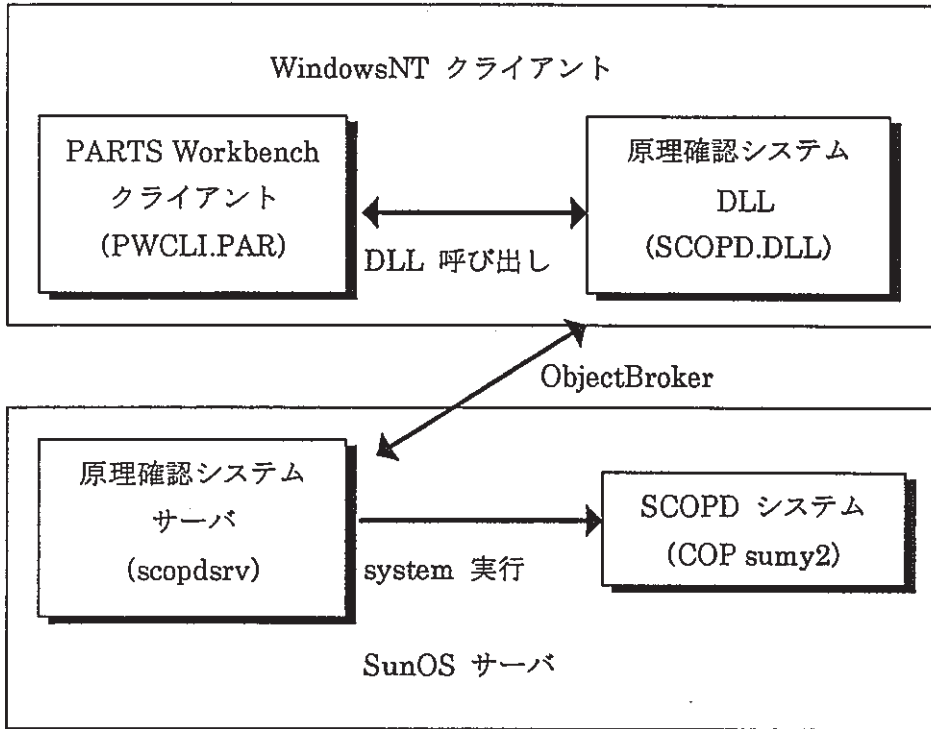 WindowsNT クライアント
PARTS Workbench
クライアント
(PWCLI.PAR)
DLL 呼び出し
原理確認システム
DLL
(SCOPD.DLL)
ObjectBroker
原理確認システム
サーバ
(scopdsrv)
system 実行
SCOPD システム
(COP sumy2)
SunOS サーバ